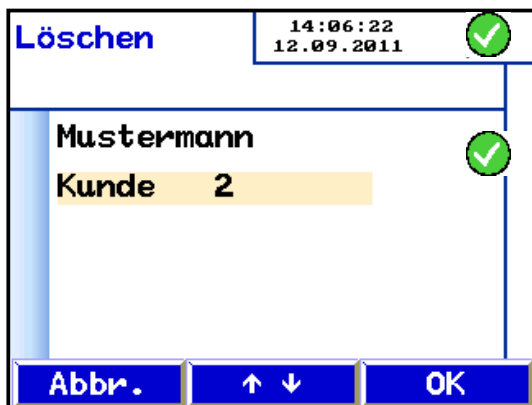 Löschen
14:06:22
12.09.2011
Mustermann
Kunde 2
Abbr. ↑ ↓ OK